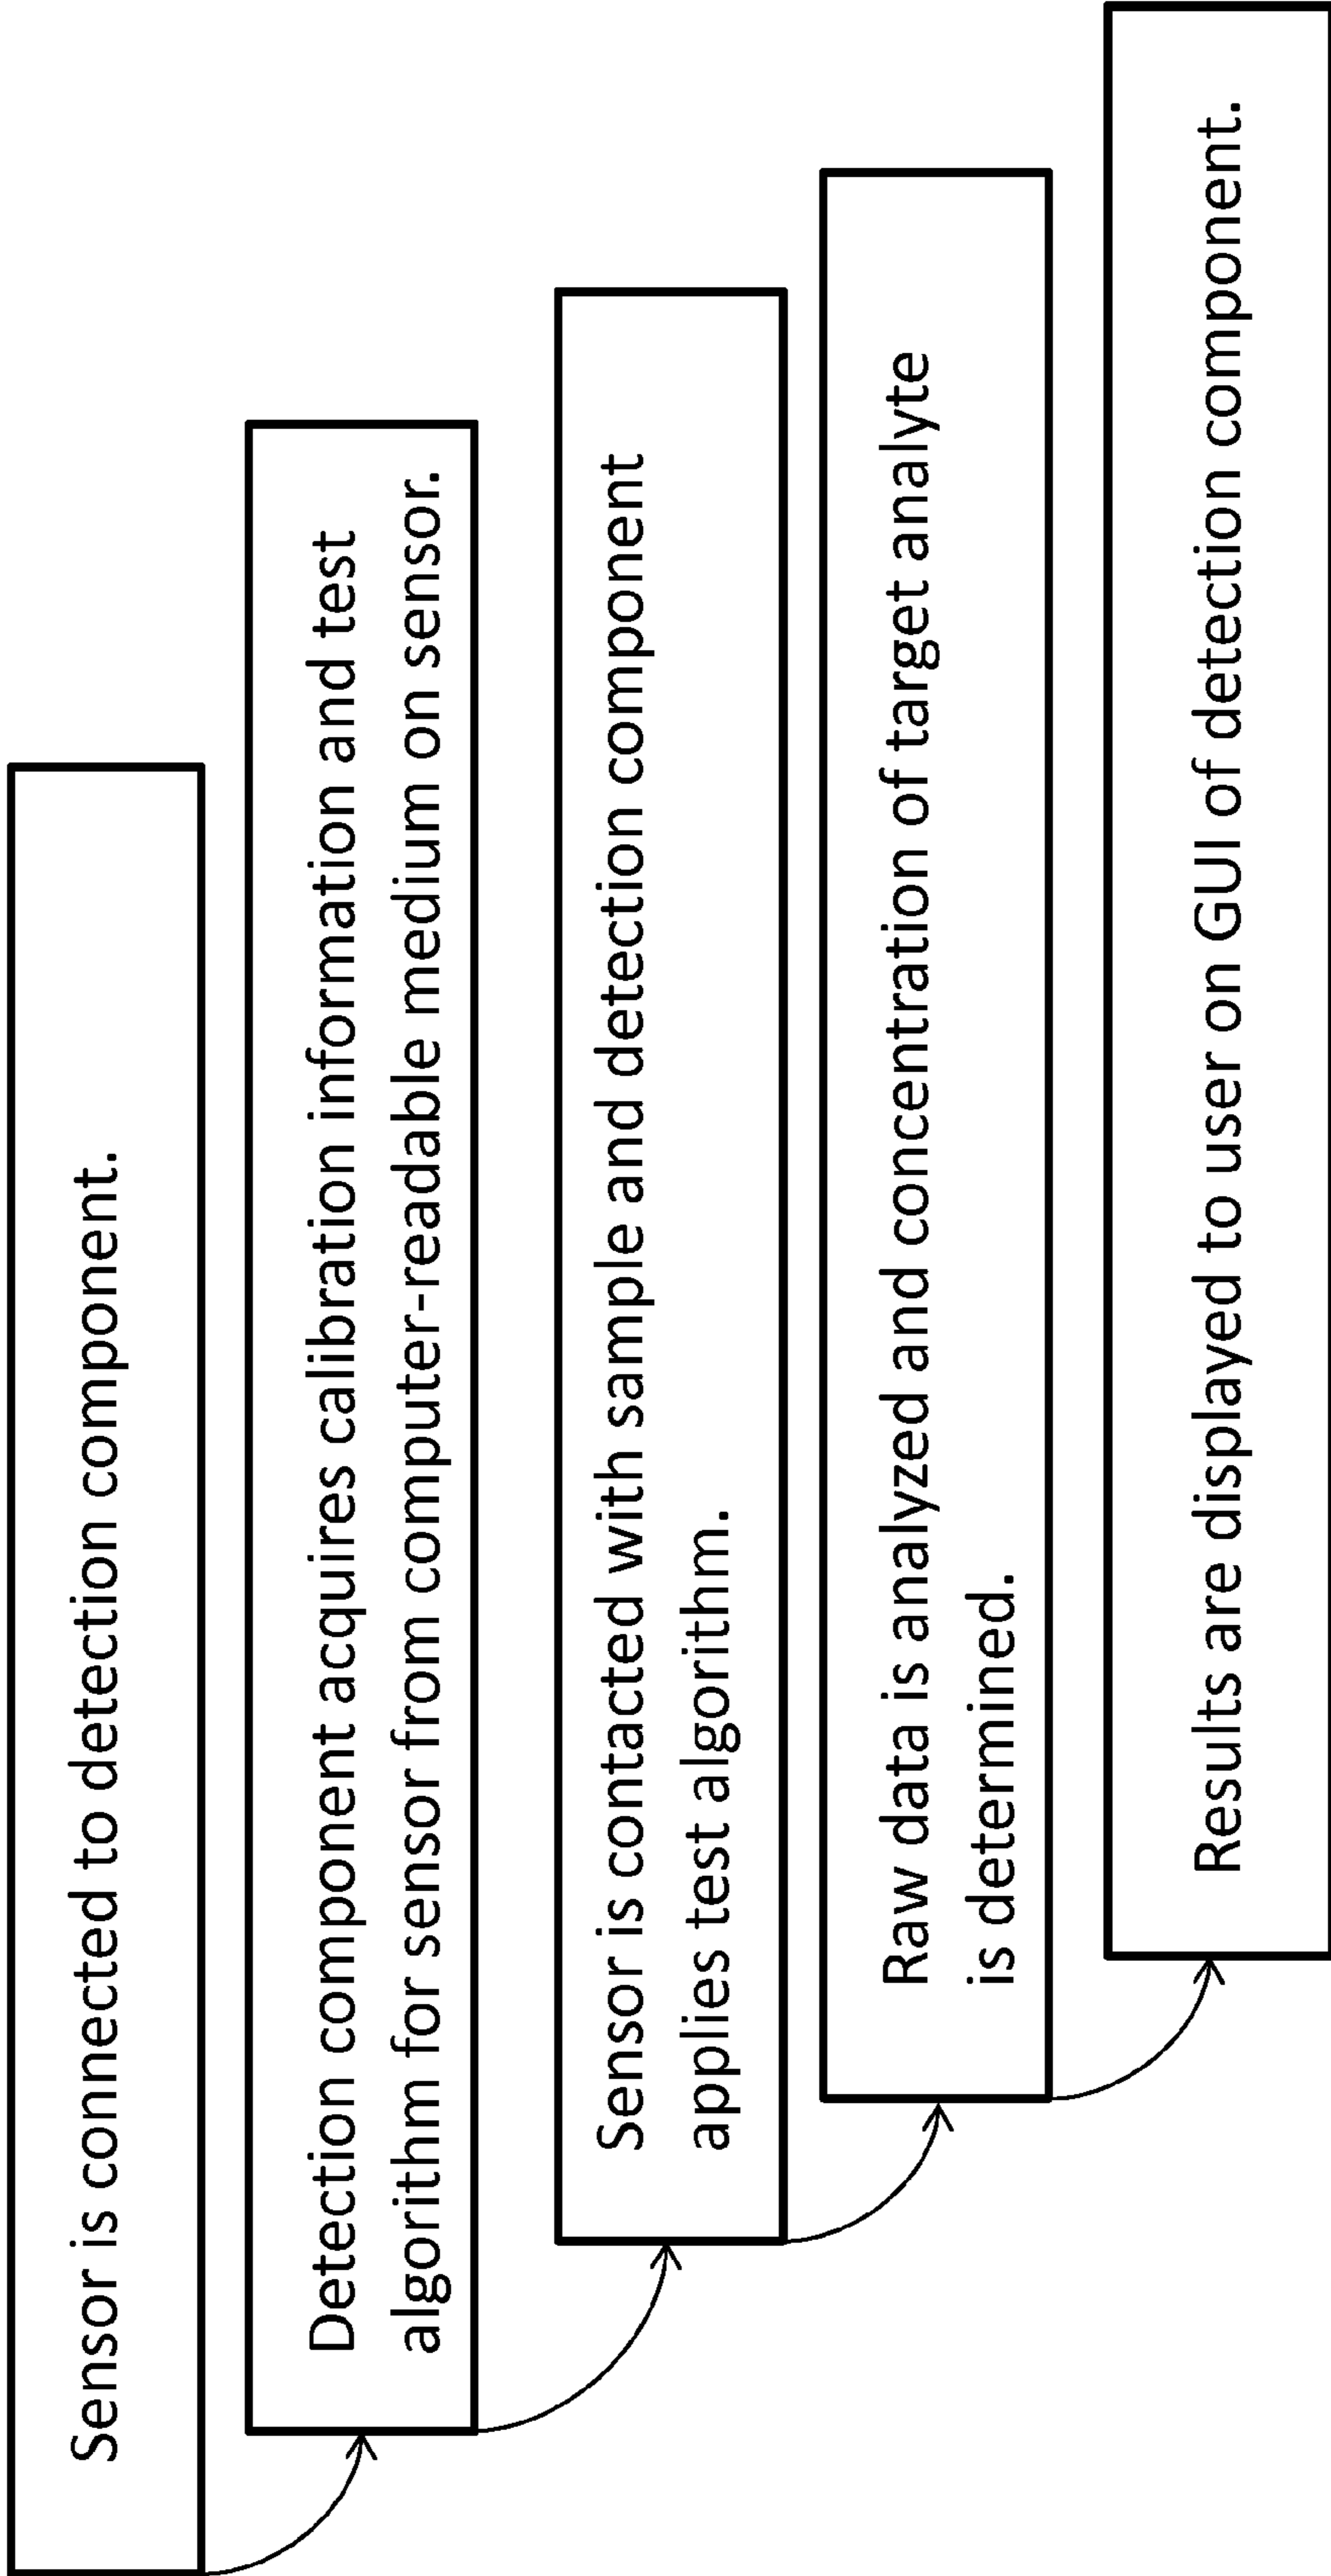 Sensor is connected to detection component.
Detection component acquires calibration information and test
algorithm for sensor from computer-readable medium on sensor.
Sensor is contacted with sample and detection component
applies test algorithm.
Raw data is analyzed and concentration of target analyte
is determined.
Results are displayed to user on GUI of detection component.